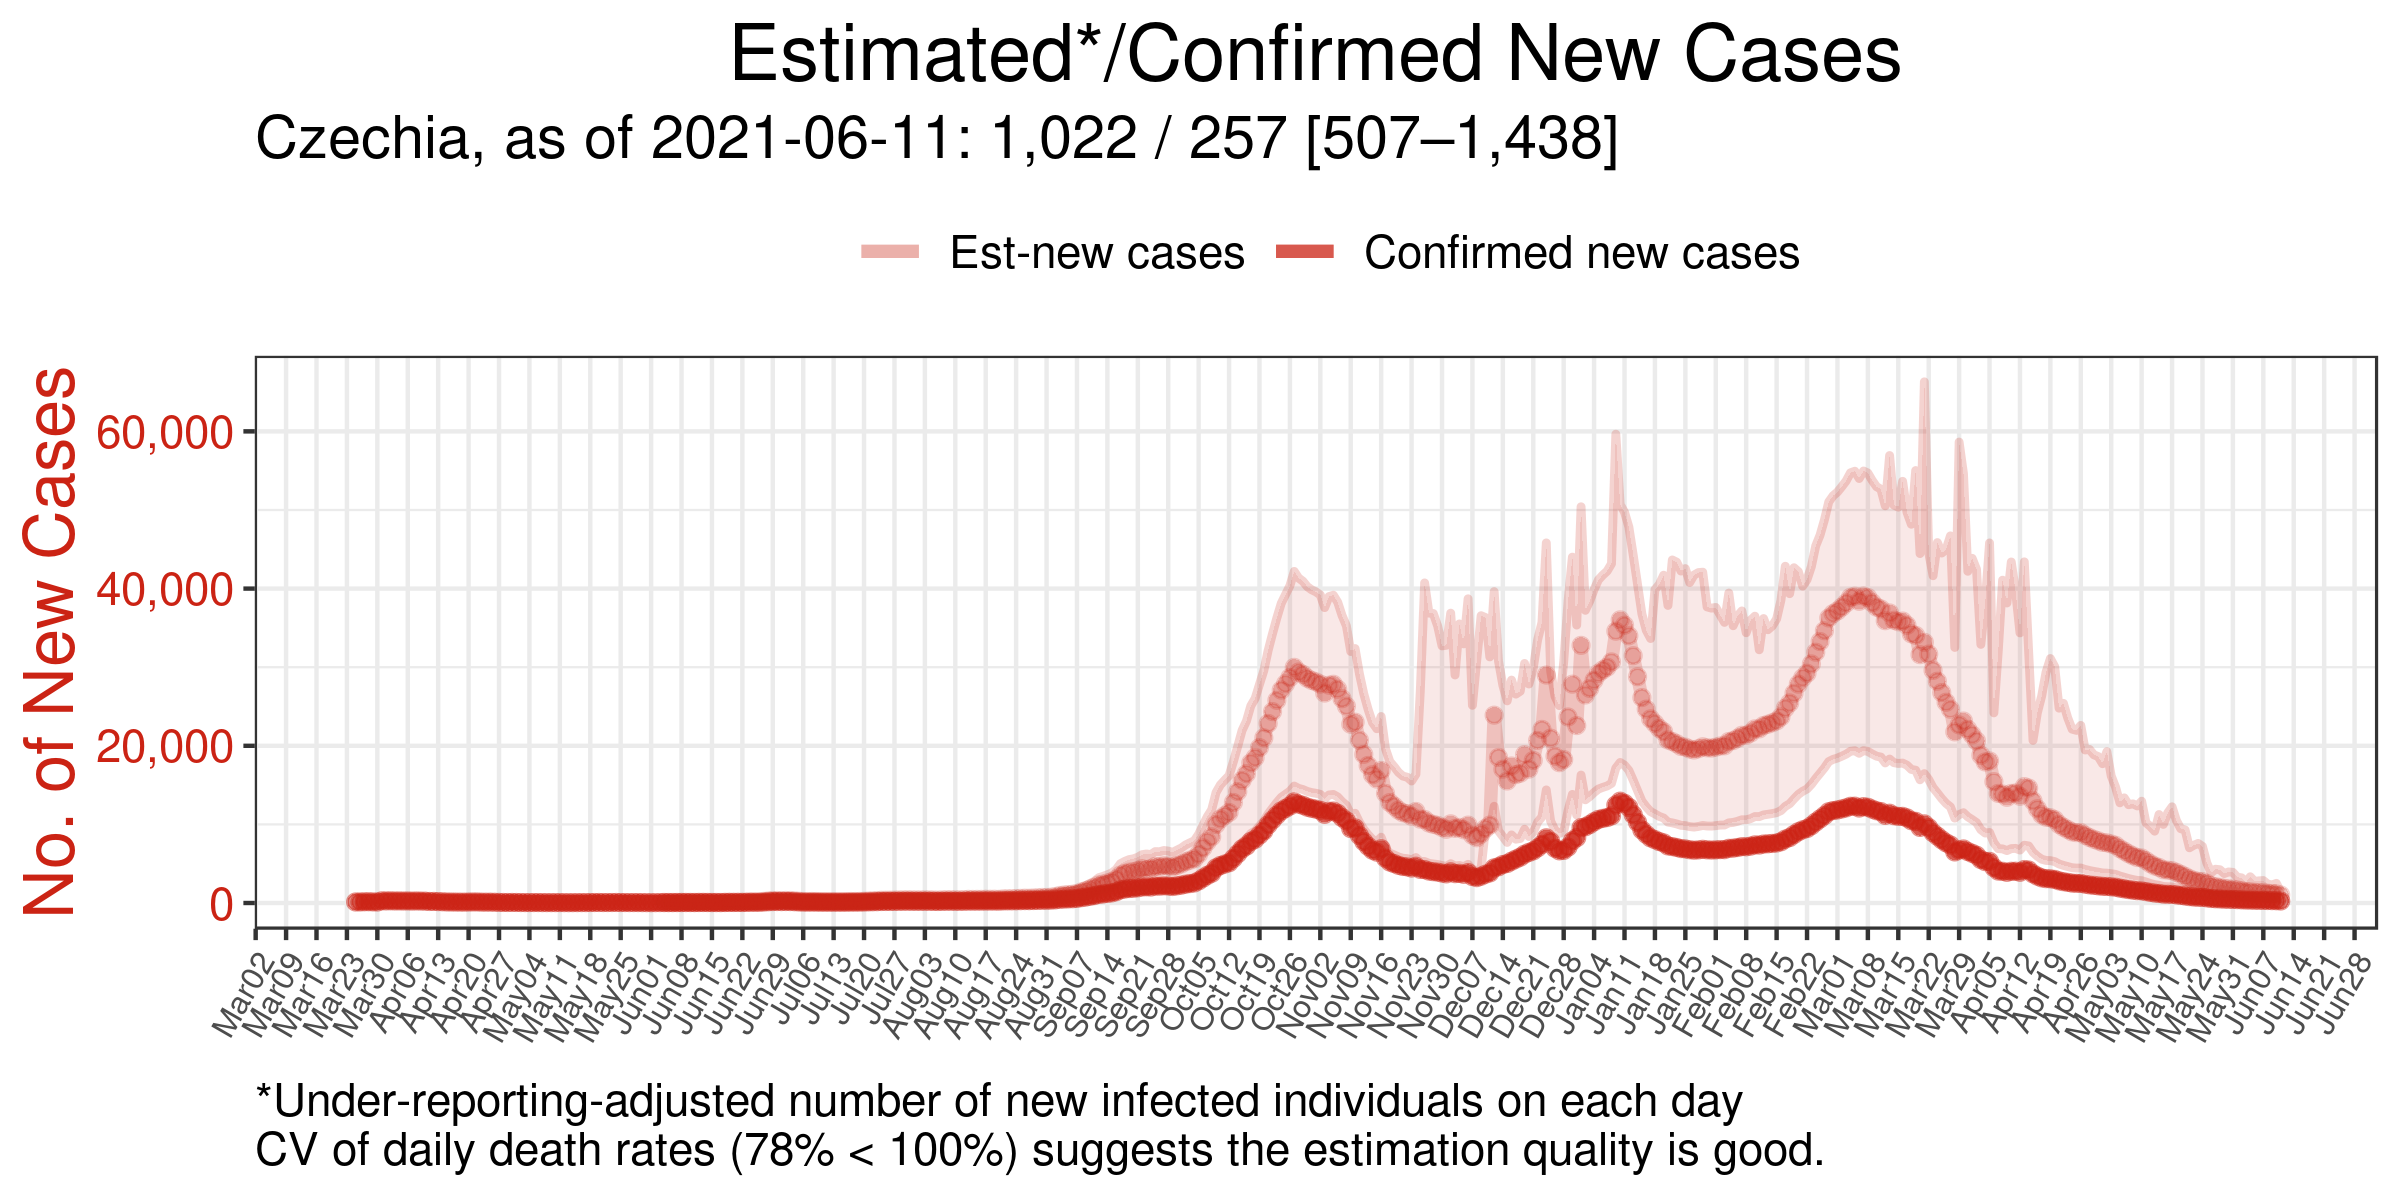 Estimated*/Confirmed New Cases
Czechia, as of 2021-06-11: 1,022 / 257 [507–1,438]
Est-new cases Confirmed new cases
No. of New Cases
60,000
40,000
20,000
0
Mar02 Mar09 Mar16 Mar23 Mar30 Apr06 Apr13 Apr20 Apr27 May04 May11 May18 May25 Jun01 Jun08 Jun15 Jun22 Jun29 Jul06 Jul13 Jul20 Jul27 Aug03 Aug10 Aug17 Aug24 Aug31 Sep07 Sep14 Sep21 Sep28 Oct05 Oct12 Oct19 Oct26 Nov02 Nov09 Nov16 Nov23 Nov30 Dec07 Dec14 Dec21 Dec28 Jan04 Jan11 Jan18 Jan25 Feb01 Feb08 Feb15 Feb22 Mar01 Mar08 Mar15 Mar22 Mar29 Apr05 Apr12 Apr19 Apr26 May03 May10 May17 May24 May31 Jun07 Jun14 Jun21 Jun28
*Under-reporting-adjusted number of new infected individuals on each day
CV of daily death rates (78% < 100%) suggests the estimation quality is good.